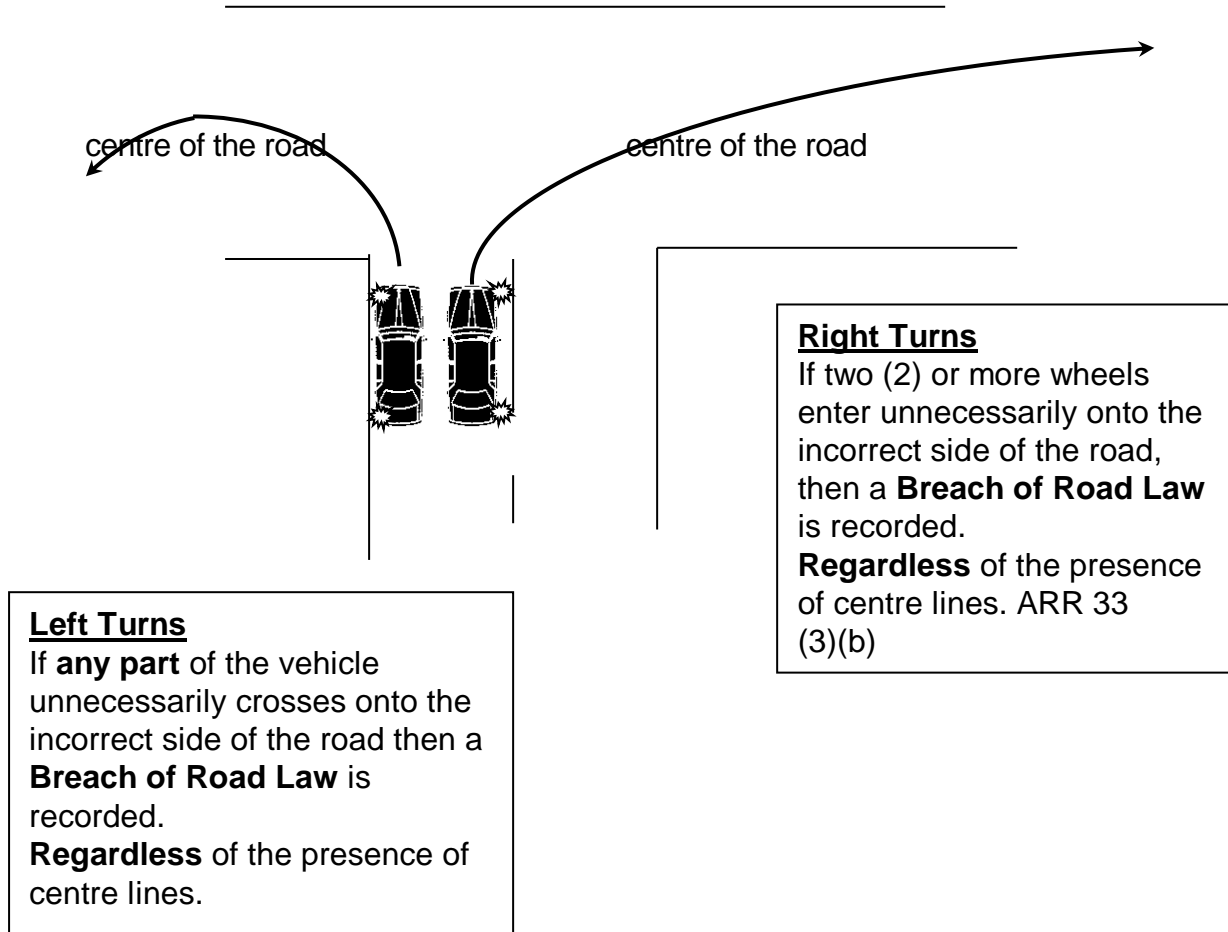 centre of the road
centre of the road
Right Turns
If two (2) or more wheels
enter unnecessarily onto the
incorrect side of the road,
then a Breach of Road Law
is recorded.
Regardless of the presence
of centre lines. ARR 33
(3)(b)
Left Turns
If any part of the vehicle
unnecessarily crosses onto the
incorrect side of the road then a
Breach of Road Law is
recorded.
Regardless of the presence of
centre lines.